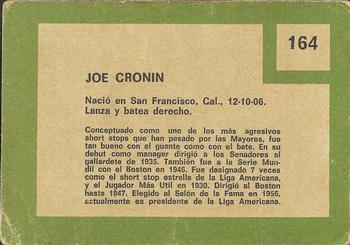 164
JOE CRONIN
Nació en San Francisco, Cal., 12-10-06.
Lanza y batea derecho.
Conceptuado como uno de los más agresivos
short stops que han pasado por las Mayores, fue
tan bueno con el guante como con el bate. En su
debut como manager dirigió a los Senadores al
gallardete de 1935. También fue a la Serie Mun-
dil con el Boston en 1946. Fue designado 7 veces
como el short stop estrella de la Liga Americana,
y el Jugador Más Util en 1930. Dirigió al Boston
hasta 1947. Elegido al Salón de la Fama en 1956,
actualmente es presidente de la Liga Americana.